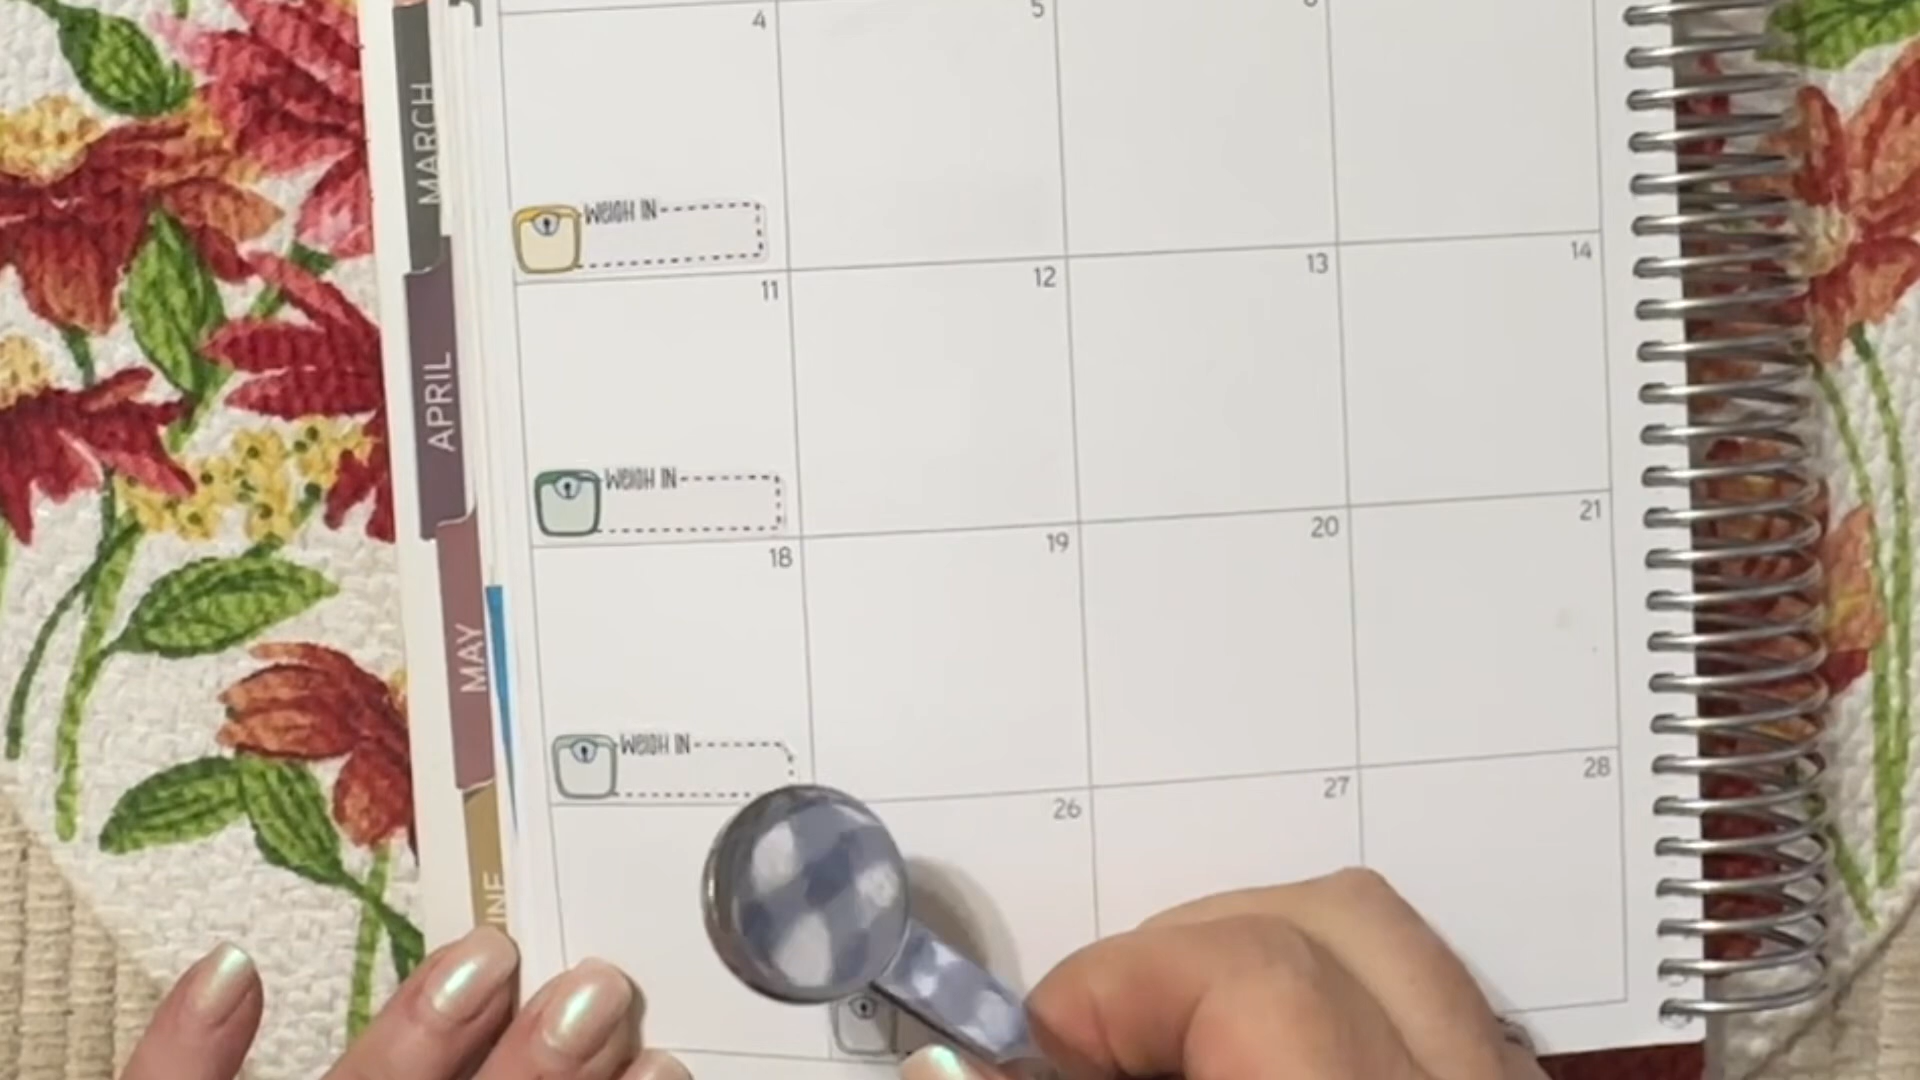 4
5
MARCH
WEIGH IN
11
12
13
14
APRIL
WEIGH IN
18
19
20
21
MAY
WEIGH IN
26
27
28